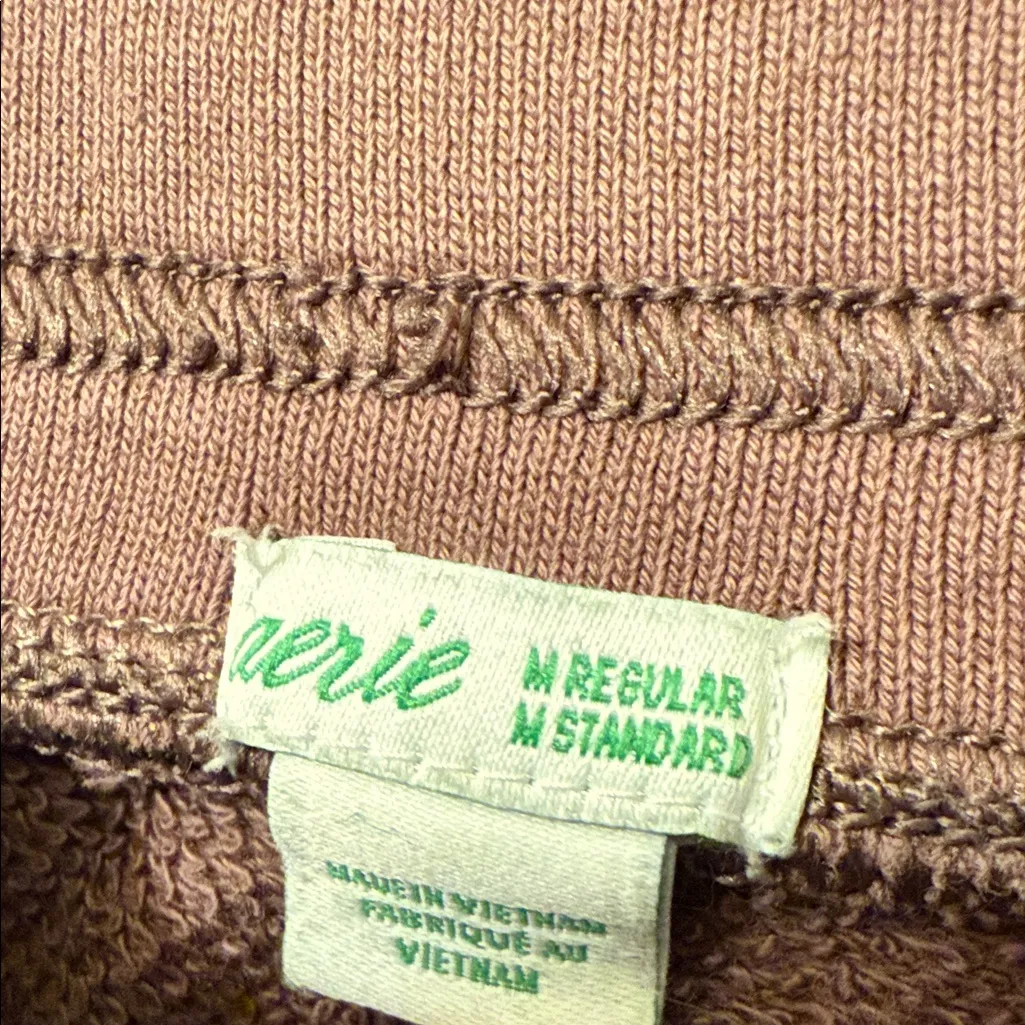 aerie
M REGULAR
M STANDARD
MADE IN VIETNAM
FABRIQUÉ AU
VIETNAM